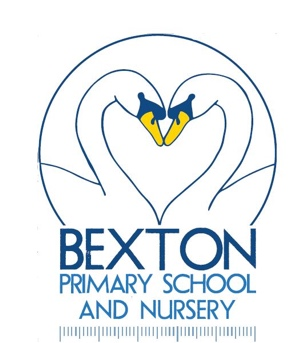 BEXTON
PRIMARY SCHOOL
AND NURSERY